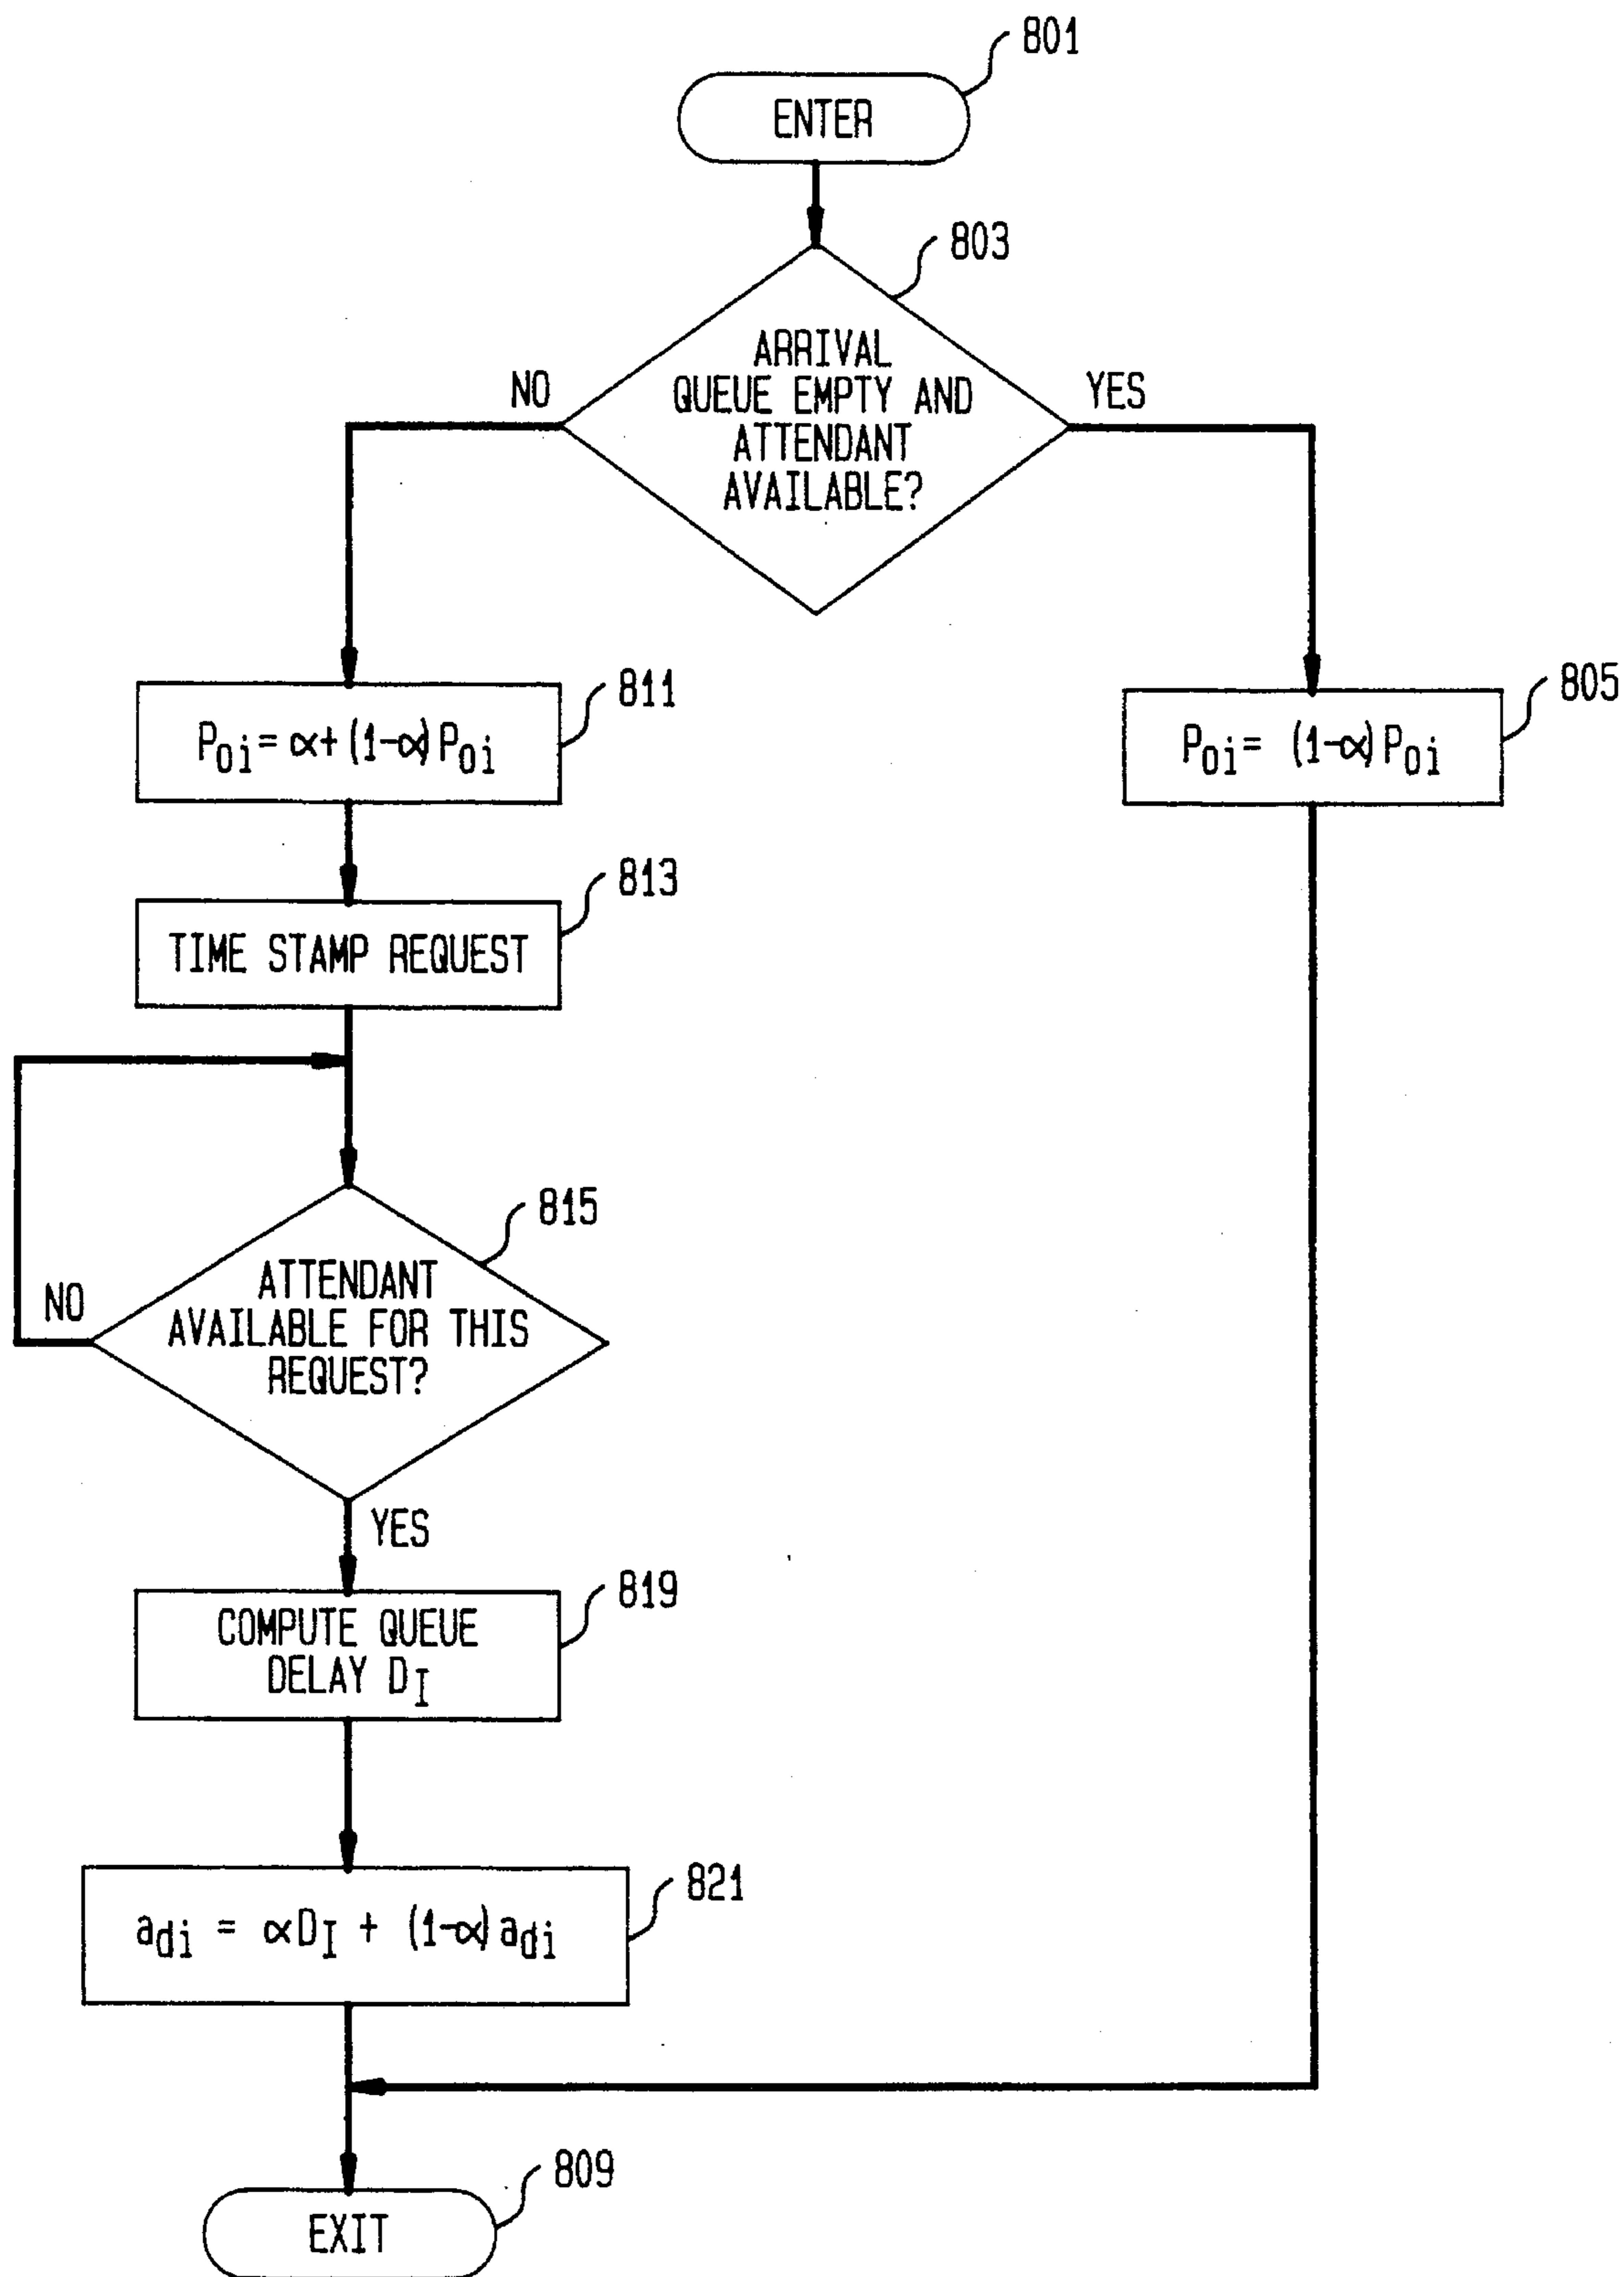 801
ENTER
803
ARRIVAL
QUEUE EMPTY AND
ATTENDANT
AVAILABLE?
NO
YES
811
P0i = α+(1-α)P0i
805
P0i = (1-α)P0i
813
TIME STAMP REQUEST
815
ATTENDANT
AVAILABLE FOR THIS
REQUEST?
NO
YES
819
COMPUTE QUEUE
DELAY DI
821
adi = αDI + (1-α)adi
809
EXIT